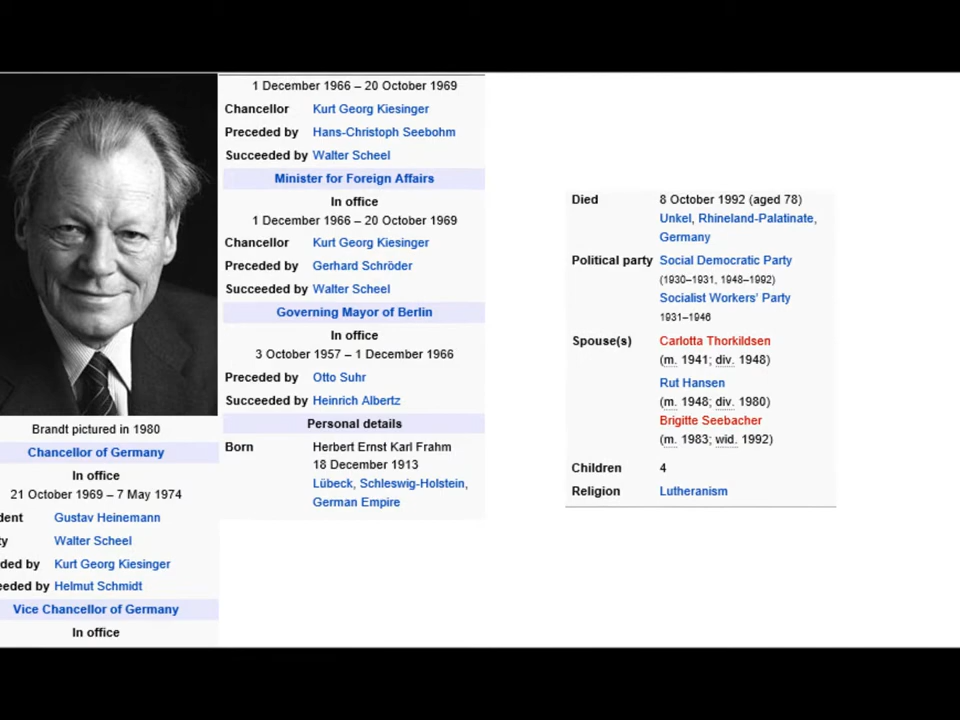 Brandt pictured in 1980
Chancellor of Germany
In office
21 October 1969 – 7 May 1974
dent Gustav Heinemann
ty Walter Scheel
ded by Kurt Georg Kiesinger
eeded by Helmut Schmidt
Vice Chancellor of Germany
In office
1 December 1966 – 20 October 1969
Chancellor Kurt Georg Kiesinger
Preceded by Hans-Christoph Seebohm
Succeeded by Walter Scheel
Minister for Foreign Affairs
In office
1 December 1966 – 20 October 1969
Chancellor Kurt Georg Kiesinger
Preceded by Gerhard Schröder
Succeeded by Walter Scheel
Governing Mayor of Berlin
In office
3 October 1957 – 1 December 1966
Preceded by Otto Suhr
Succeeded by Heinrich Albertz
Personal details
Born Herbert Ernst Karl Frahm
18 December 1913
Lübeck, Schleswig-Holstein,
German Empire
Died 8 October 1992 (aged 78)
Unkel, Rhineland-Palatinate,
Germany
Political party Social Democratic Party
(1930–1931, 1948–1992)
Socialist Workers' Party
1931–1946
Spouse(s) Carlotta Thorkildsen
(m. 1941; div. 1948)
Rut Hansen
(m. 1948; div. 1980)
Brigitte Seebacher
(m. 1983; wid. 1992)
Children 4
Religion Lutheranism